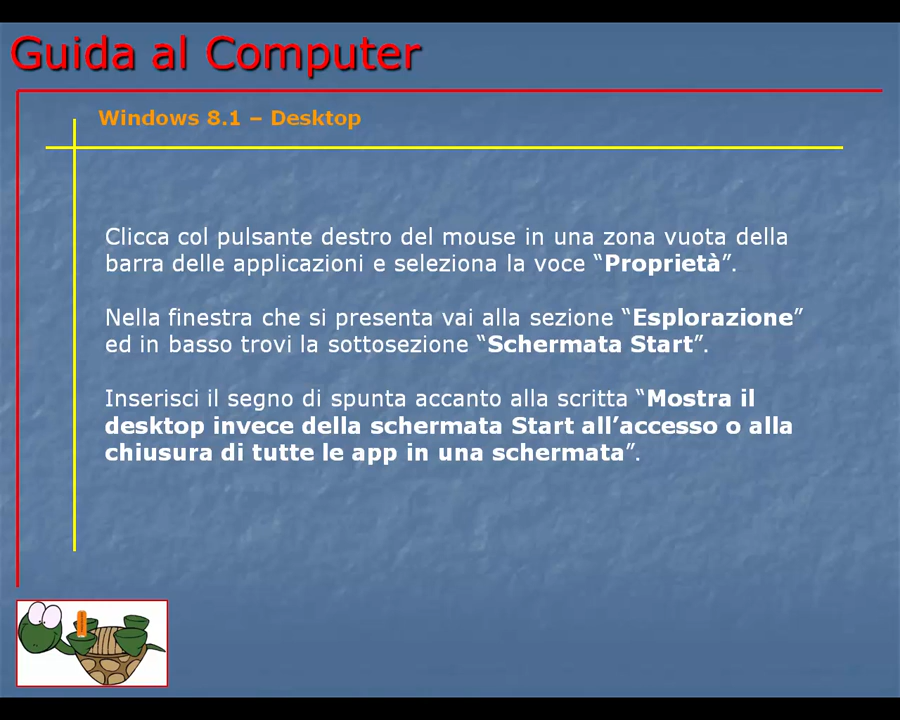 Guida al Computer
Windows 8.1 – Desktop
Clicca col pulsante destro del mouse in una zona vuota della
barra delle applicazioni e seleziona la voce “Proprietà”.
Nella finestra che si presenta vai alla sezione “Esplorazione”
ed in basso trovi la sottosezione “Schermata Start”.
Inserisci il segno di spunta accanto alla scritta “Mostra il
desktop invece della schermata Start all’accesso o alla
chiusura di tutte le app in una schermata”.